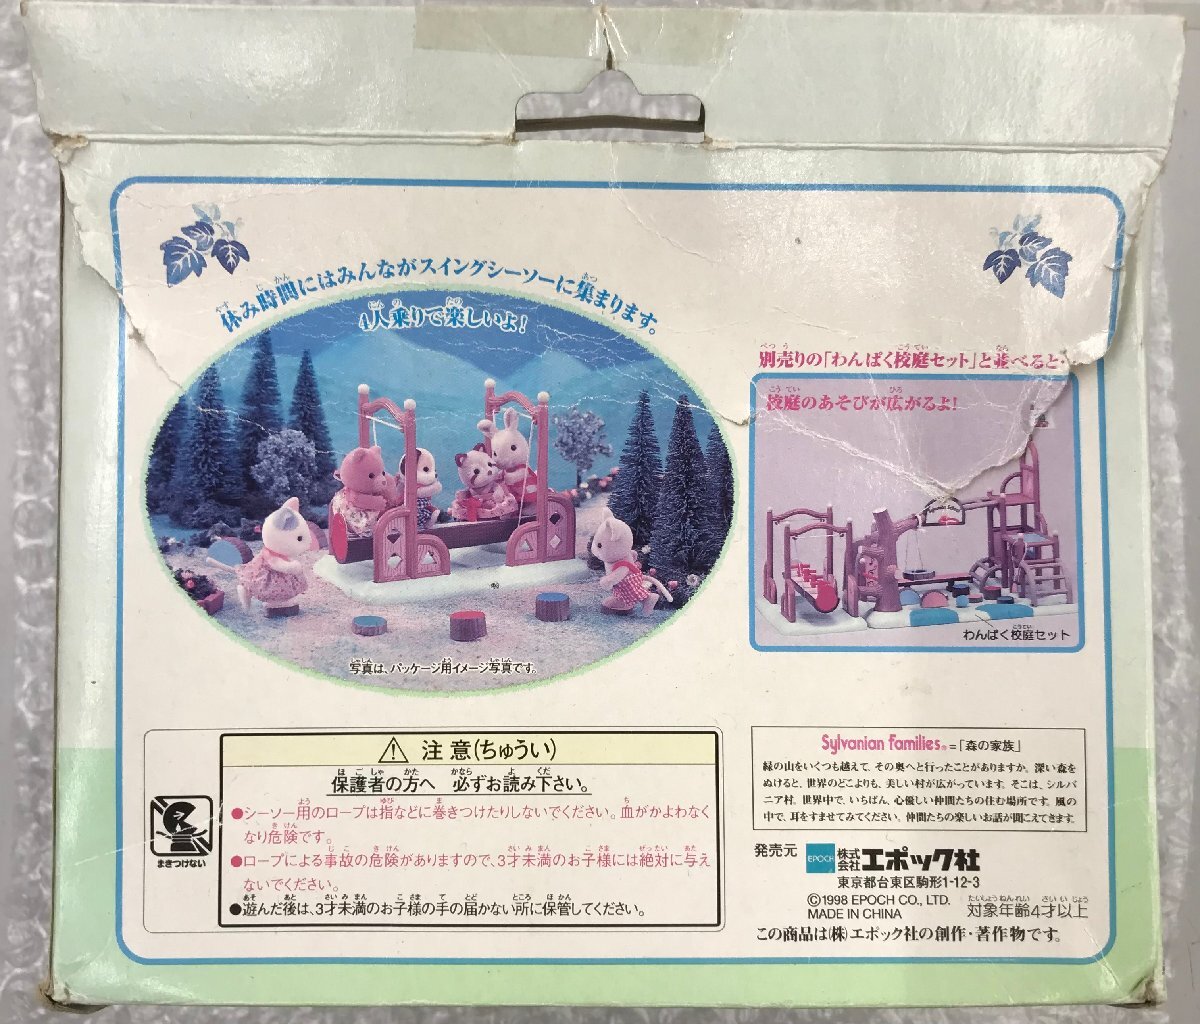 休み時間にはみんながスイングシーソーに集まります。
4人乗りで楽しいよ!
別売りの「わんぱく校庭セット」と並べると
校庭のあそびが広がるよ!
わんぱく校庭セット
写真は、パッケージ用イメージ写真です。
⚠ 注意(ちゅうい)
保護者の方へ 必ずお読み下さい。
●シーソー用のロープは指などに巻きつけたりしないでください。血がかよわなく
なり危険です。
●ロープによる事故の危険がありますので、3才未満のお子様には絶対に与え
ないでください。
●遊んだ後は、3才未満のお子様の手の届かない所に保管してください。
まきつけない
Sylvanian Families® =「森の家族」
緑の山をいくつも越えて、その奥へと行ったことがありますか。深い森を
ぬけると、世界のどこよりも、美しい村が広がっています。そこは、シルバ
ニア村。世界中で、いちばん、心優しい仲間たちの住む場所です。風の
中で、耳をすませてみてください。仲間たちの楽しいお話が聞こえてきます。
発売元 EPOCH 株式会社エポック社
東京都台東区駒形1-12-3
©1998 EPOCH CO., LTD.
MADE IN CHINA
対象年齢4才以上
この商品は(株)エポック社の創作・著作物です。